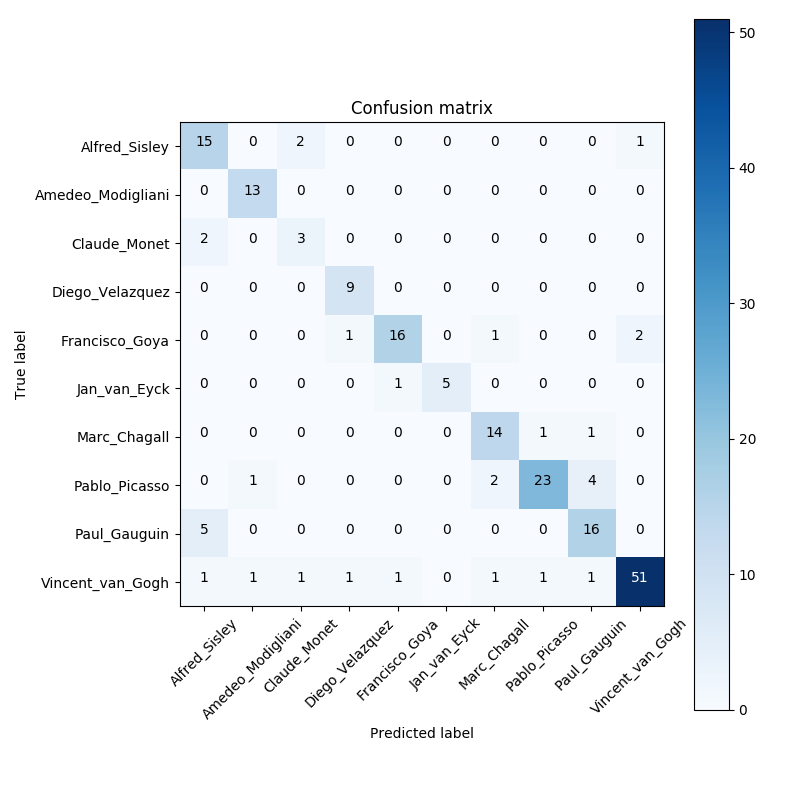 Confusion matrix
Alfred_Sisley 15 0 2 0 0 0 0 0 0 1
Amedeo_Modigliani 0 13 0 0 0 0 0 0 0 0
Claude_Monet 2 0 3 0 0 0 0 0 0 0
Diego_Velazquez 0 0 0 9 0 0 0 0 0 0
Francisco_Goya 0 0 0 1 16 0 1 0 0 2
Jan_van_Eyck 0 0 0 0 1 5 0 0 0 0
Marc_Chagall 0 0 0 0 0 0 14 1 1 0
Pablo_Picasso 0 1 0 0 0 0 2 23 4 0
Paul_Gauguin 5 0 0 0 0 0 0 0 16 0
Vincent_van_Gogh 1 1 1 1 1 0 1 1 1 51
True label
Alfred_Sisley
Amedeo_Modigliani
Claude_Monet
Diego_Velazquez
Francisco_Goya
Jan_van_Eyck
Marc_Chagall
Pablo_Picasso
Paul_Gauguin
Vincent_van_Gogh
Predicted label
50
40
30
20
10
0